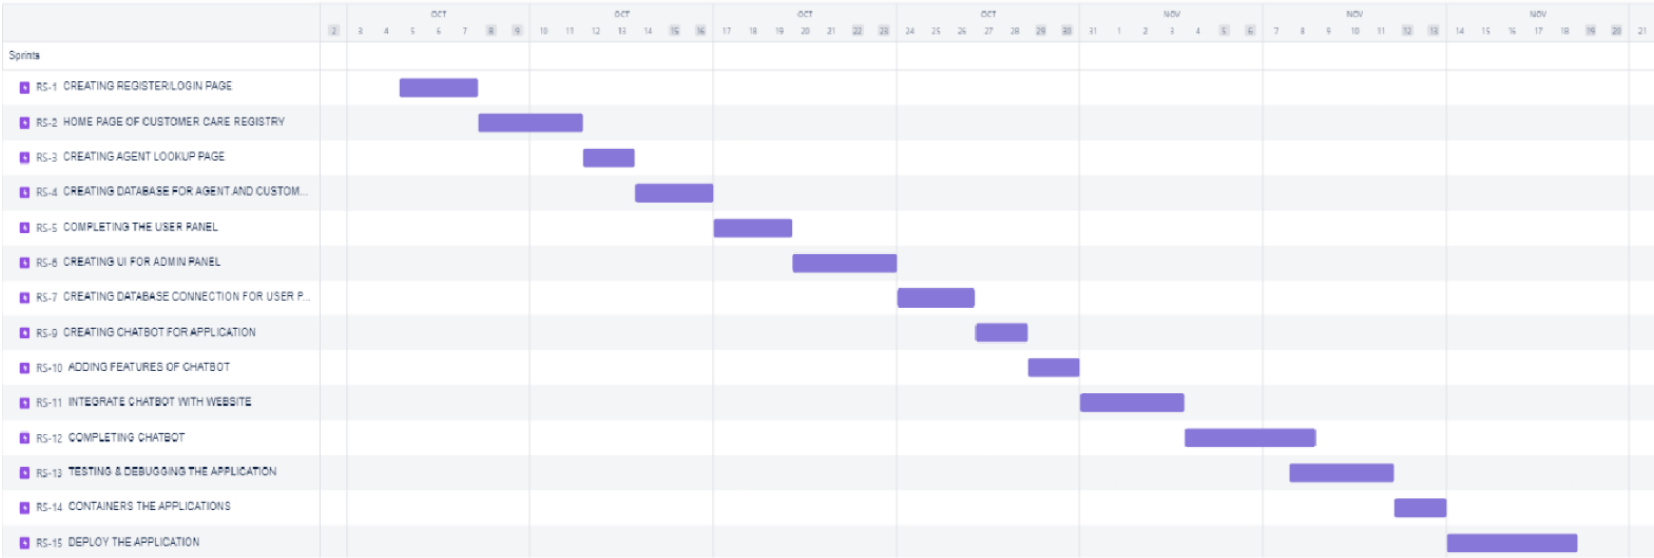 OCT OCT OCT OCT NOV NOV NOV
2 3 4 5 6 7 8 9 10 11 12 13 14 15 16 17 18 19 20 21 22 23 24 25 26 27 28 29 30 31 1 2 3 4 5 6 7 8 9 10 11 12 13 14 15 16 17 18 19 20 21
Sprints
RS-1 CREATING REGISTER/LOGIN PAGE
RS-2 HOME PAGE OF CUSTOMER CARE REGISTRY
RS-3 CREATING AGENT LOOKUP PAGE
RS-4 CREATING DATABASE FOR AGENT AND CUSTOM...
RS-5 COMPLETING THE USER PANEL
RS-6 CREATING UI FOR ADMIN PANEL
RS-7 CREATING DATABASE CONNECTION FOR USER P...
RS-9 CREATING CHATBOT FOR APPLICATION
RS-10 ADDING FEATURES OF CHATBOT
RS-11 INTEGRATE CHATBOT WITH WEBSITE
RS-12 COMPLETING CHATBOT
RS-13 TESTING & DEBUGGING THE APPLICATION
RS-14 CONTAINERS THE APPLICATIONS
RS-15 DEPLOY THE APPLICATION